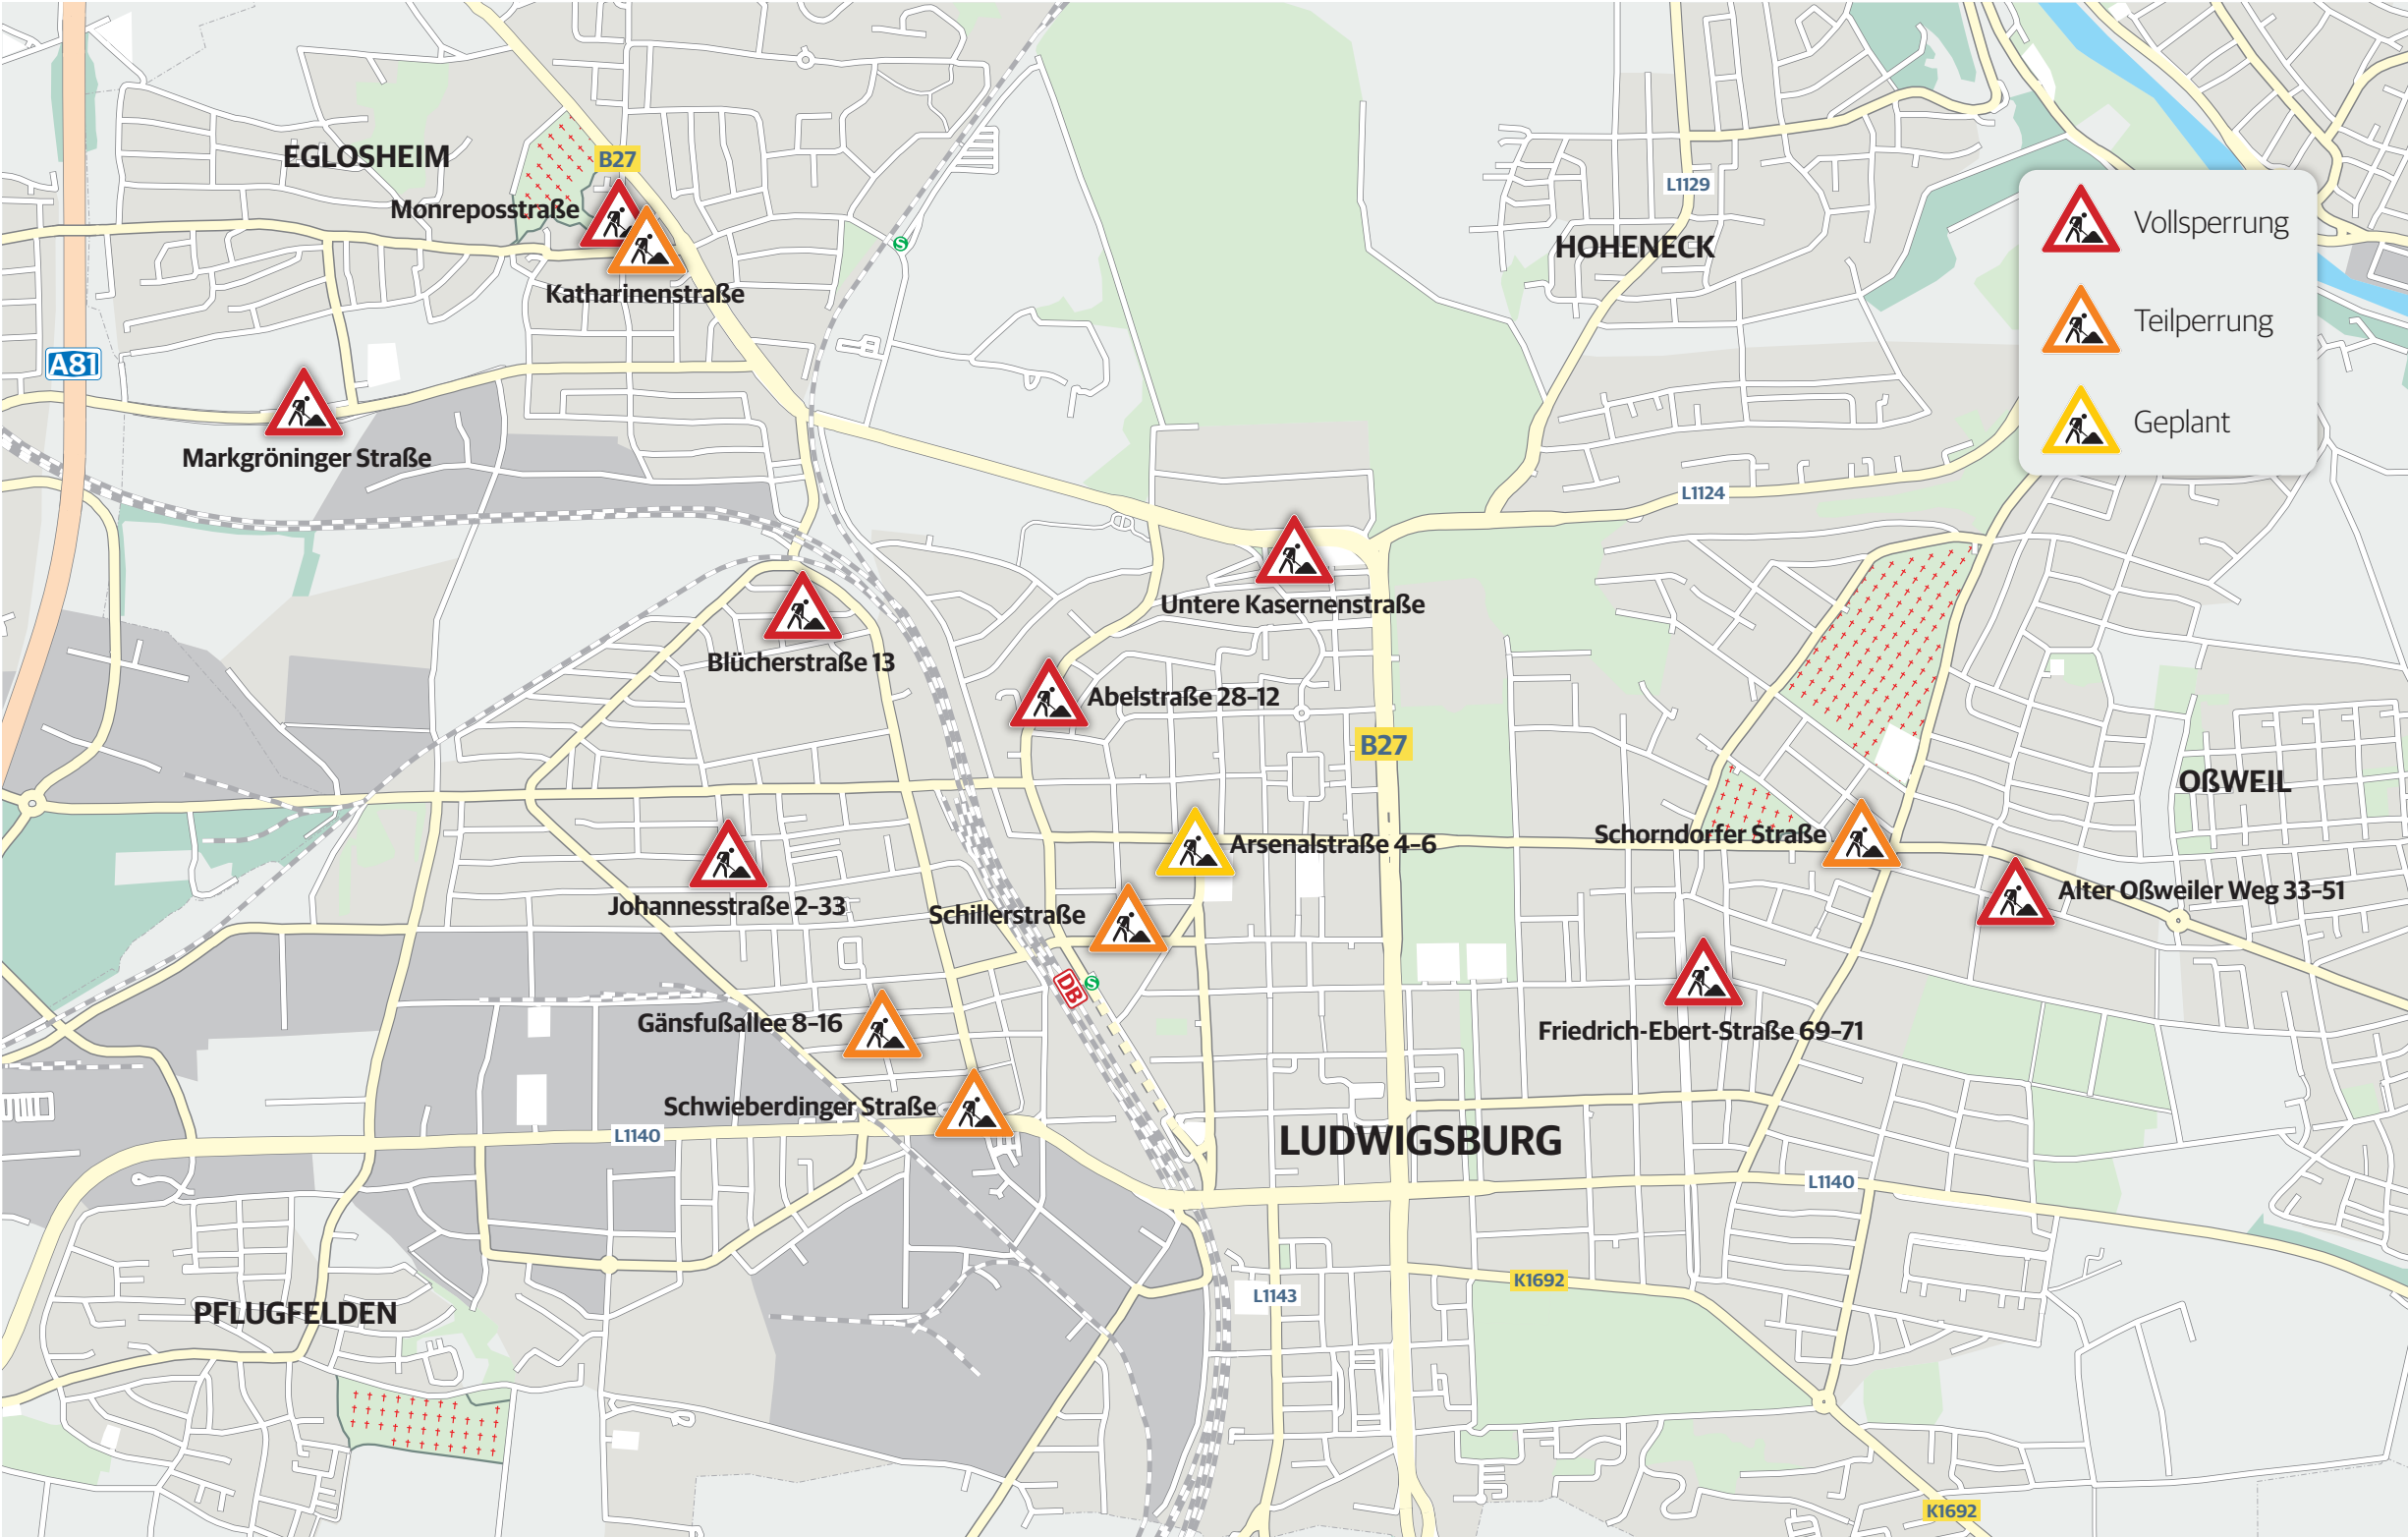 B27
EGLOSHEIM
Monreposstraße
Katharinenstraße
L1129
HOHENECK
Vollsperrung
Teilperrung
Geplant
A81
Markgröninger Straße
L1124
Untere Kasernenstraße
Blücherstraße 13
Abelstraße 28–12
B27
OßWEIL
Arsenalstraße 4–6
Schorndorfer Straße
Alter Oßweiler Weg 33–51
Johannesstraße 2–33
Schillerstraße
S
S
DB
Gänsfußallee 8–16
Friedrich-Ebert-Straße 69–71
Schwieberdinger Straße
L1140
LUDWIGSBURG
L1140
K1692
L1143
PFLUGFELDEN
K1692